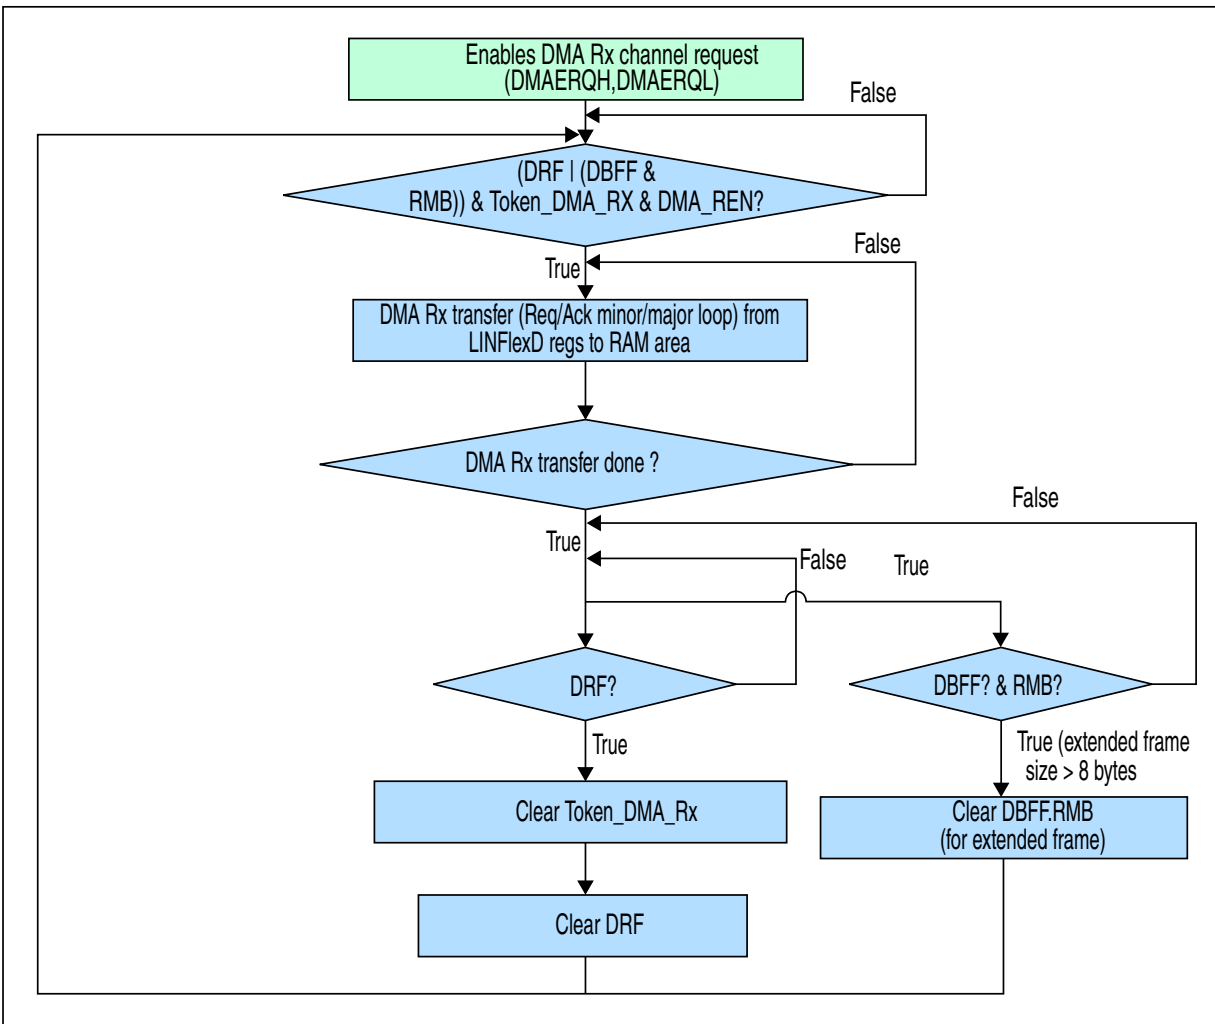 Enables DMA Rx channel request
(DMAERQH,DMAERQL)
False
(DRF | (DBFF &
RMB)) & Token_DMA_RX & DMA_REN?
False
True
DMA Rx transfer (Req/Ack minor/major loop) from
LINFlexD regs to RAM area
DMA Rx transfer done ?
False
True
False
True
DRF?
DBFF? & RMB?
True
True (extended frame
size > 8 bytes
Clear Token_DMA_Rx
Clear DBFF.RMB
(for extended frame)
Clear DRF